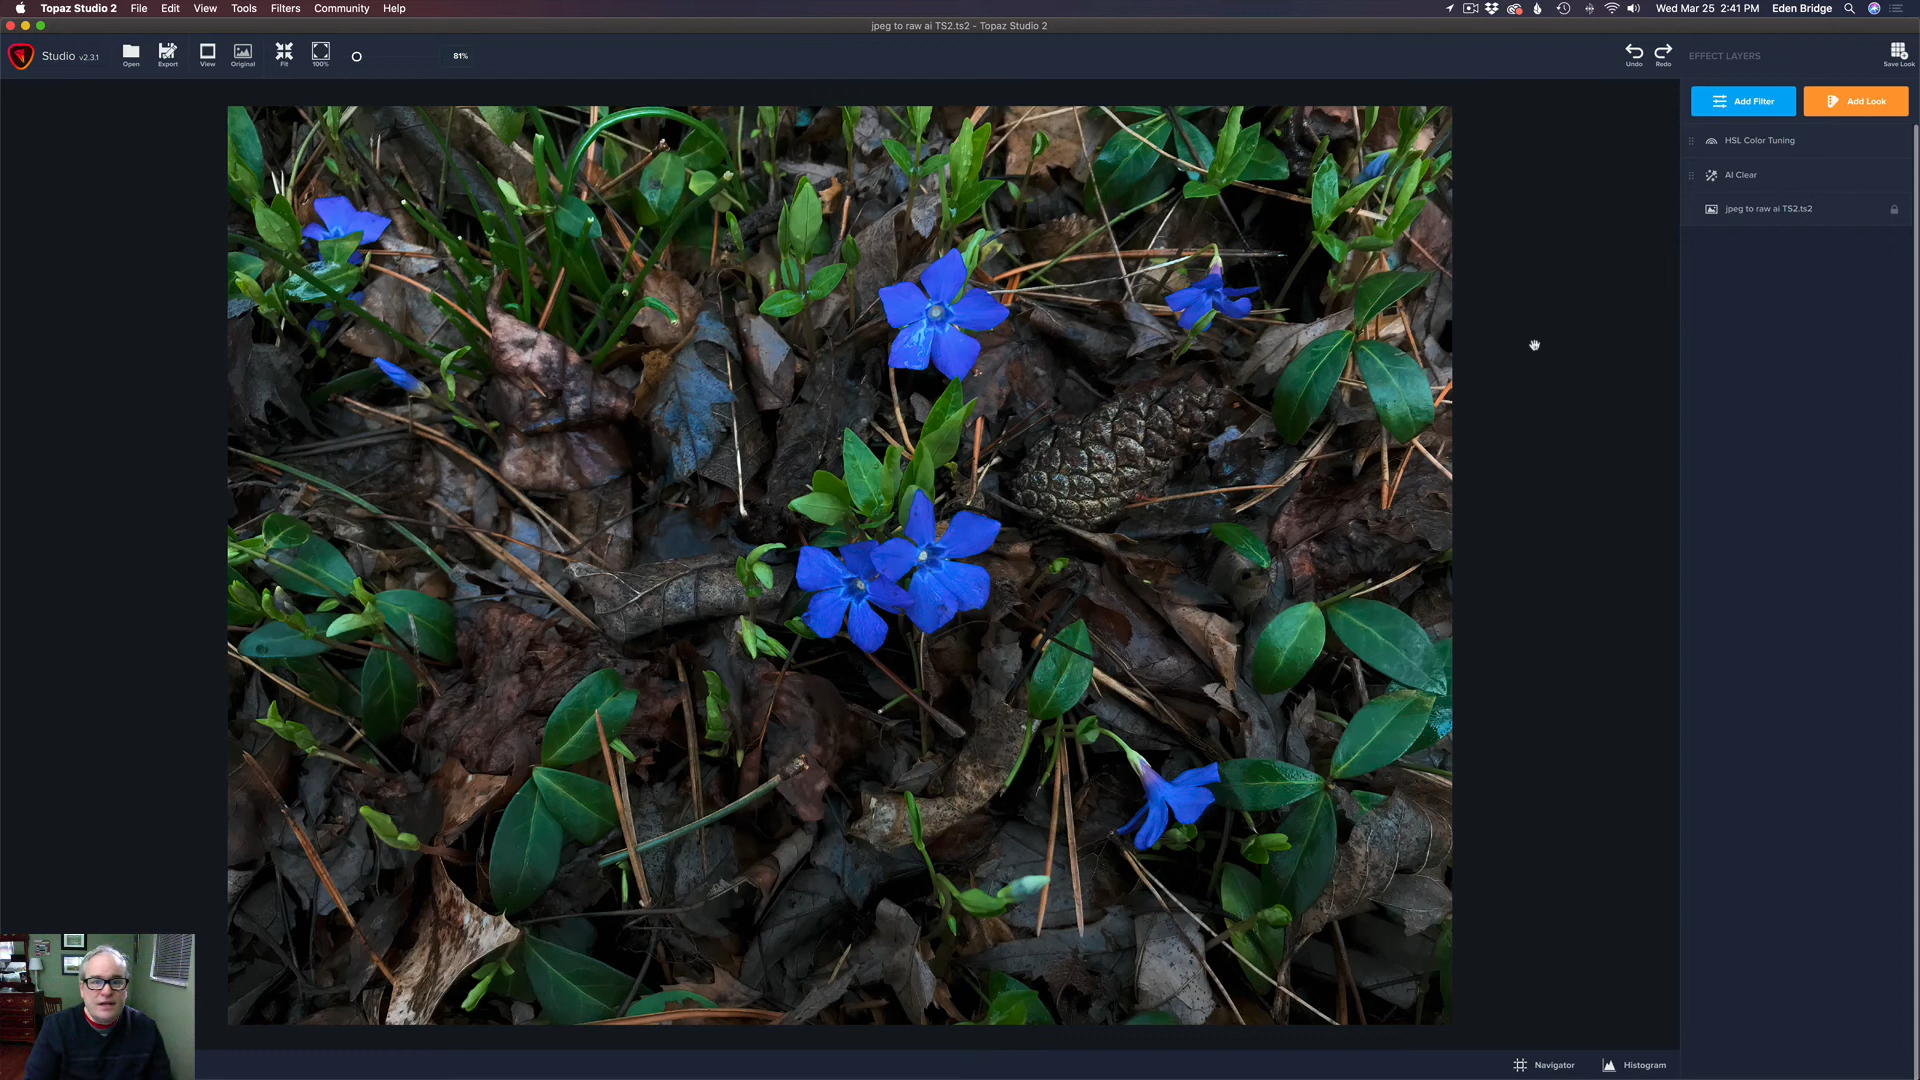 Topaz Studio 2 File Edit View Tools Filters Community Help Wed Mar 25 2:41 PM Eden Bridge
jpeg to raw ai TS2.ts2 - Topaz Studio 2
Studio v2.3.1 Open Export View Original Fit 100% 81% Undo Redo EFFECT LAYERS Save Look
Add Filter Add Look
HSL Color Tuning
AI Clear
jpeg to raw ai TS2.ts2
Navigator Histogram